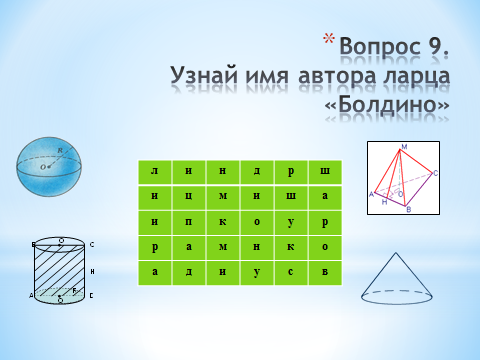 * Вопрос 9.
Узнай имя автора ларца
«Болдино»
R
O
л и н д р ш
и ц м и ш а
и п к о у р
р а м н к о
а д и у с в
M
C
A
O
H
B
B O C
H
A R E
O